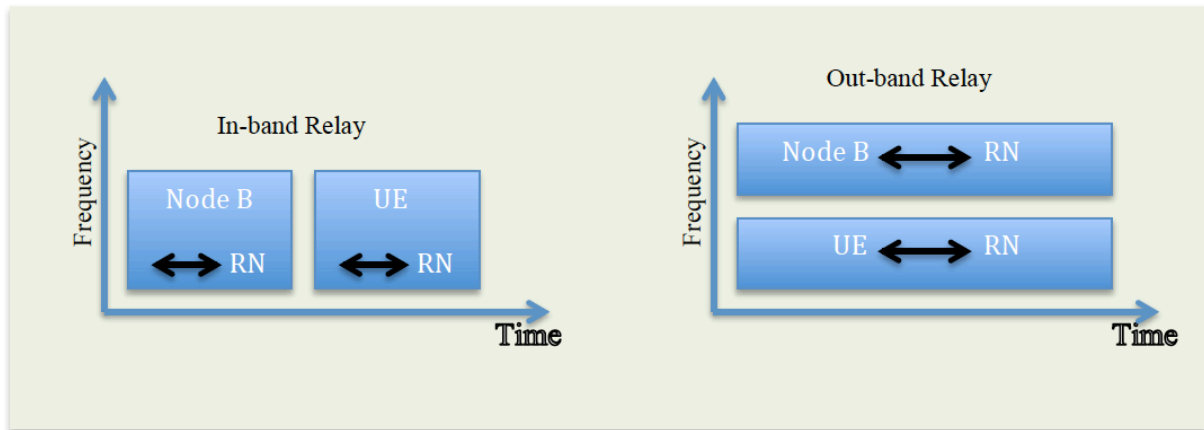 In-band Relay
Frequency
Node B
RN
UE
RN
Time
Out-band Relay
Frequency
Node B RN
UE RN
Time